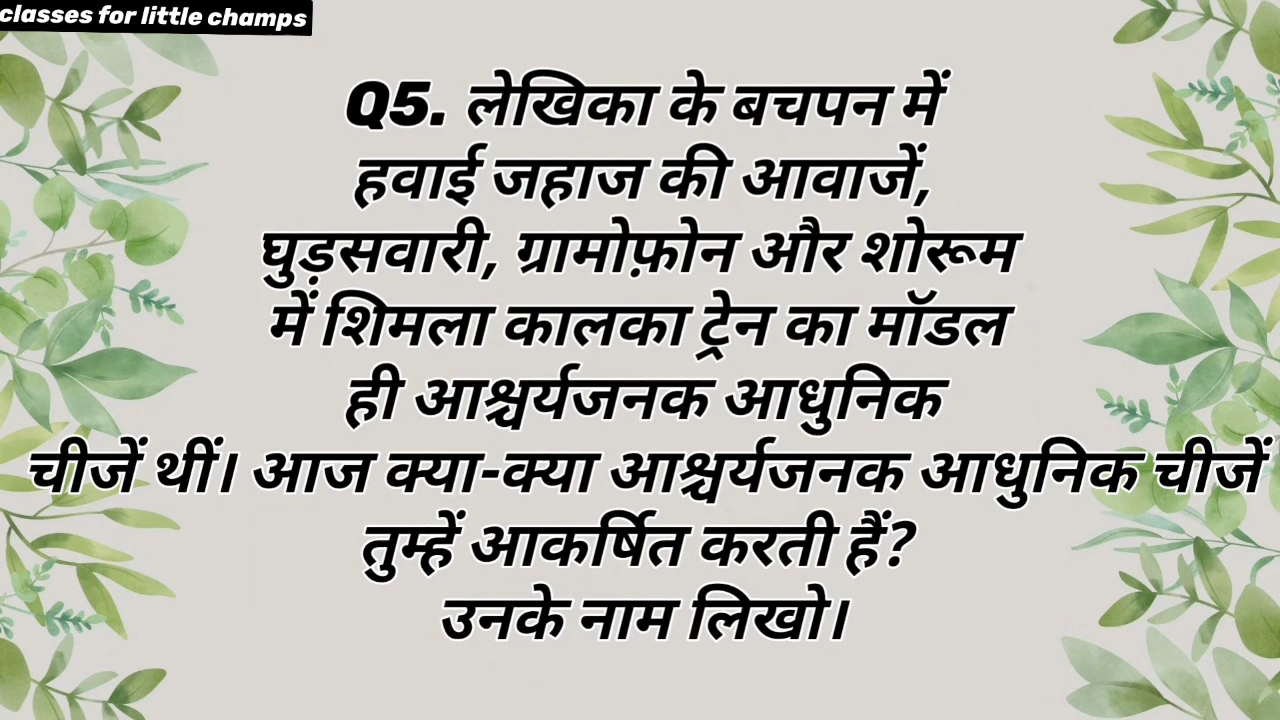 classes for little champs
Q5. लेखिका के बचपन में
हवाई जहाज की आवाजें,
घुड़सवारी, ग्रामोफ़ोन और शोरूम
में शिमला कालका ट्रेन का मॉडल
ही आश्चर्यजनक आधुनिक
चीजें थीं। आज क्या-क्या आश्चर्यजनक आधुनिक चीजें
तुम्हें आकर्षित करती हैं?
उनके नाम लिखो।